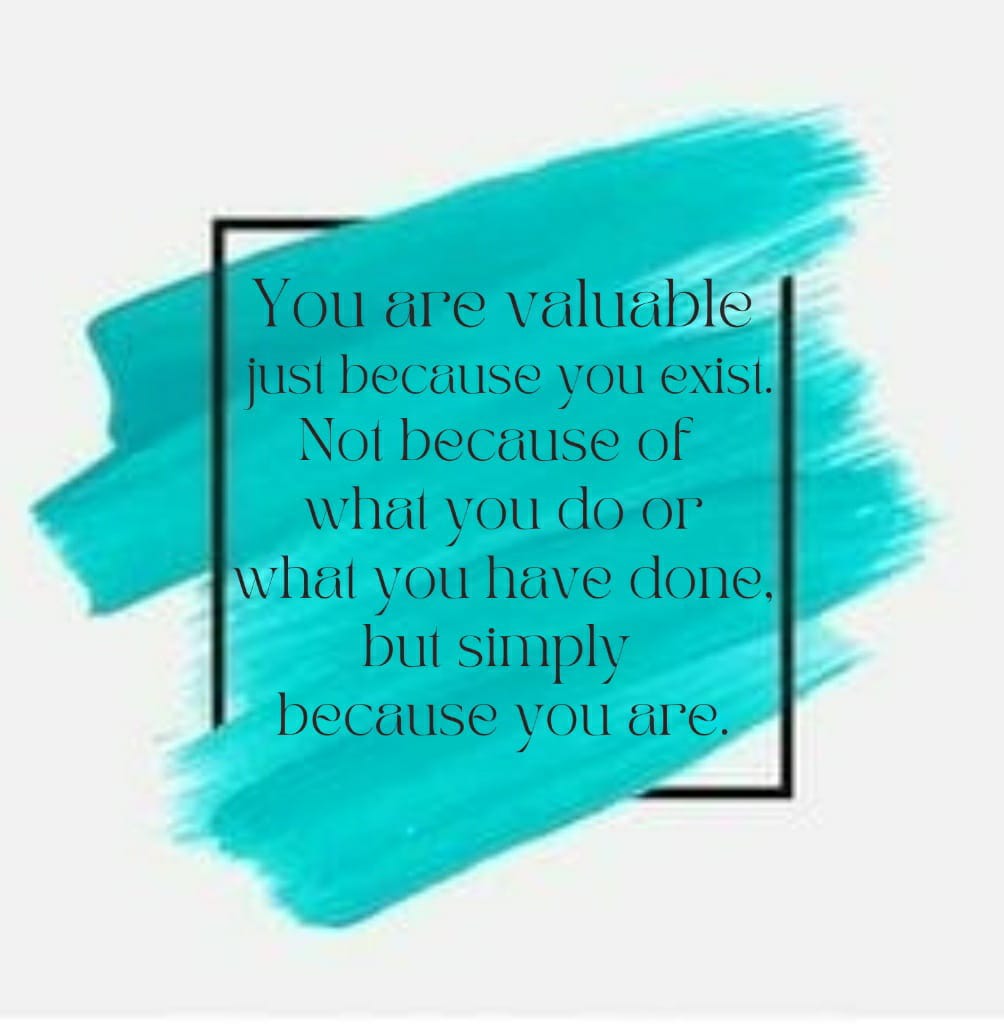 You are valuable
just because you exist.
Not because of
what you do or
what you have done,
but simply
because you are.